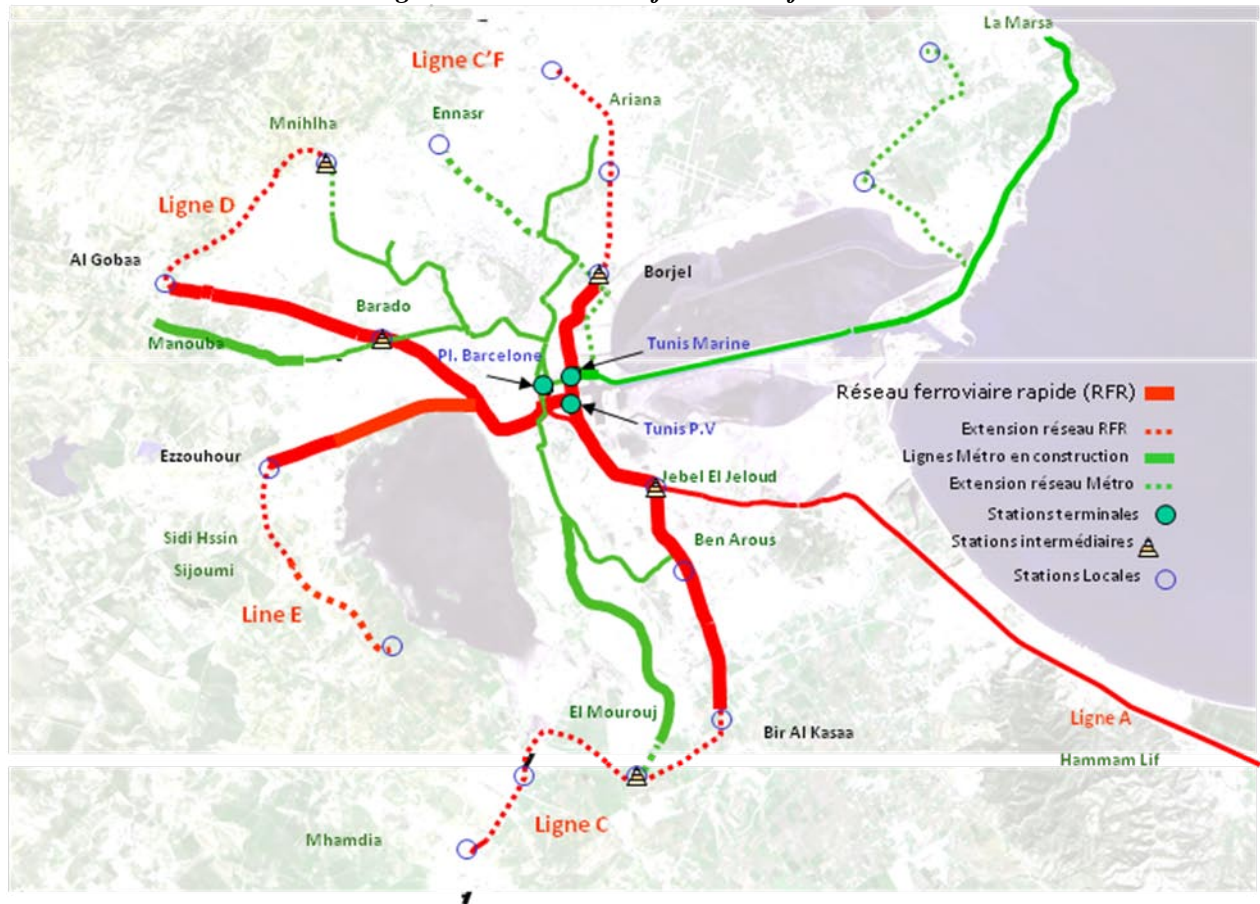 La Marsa
Ligne C'F
Ariana
Ennasr
Mnihlha
Ligne D
Al Gobaa
Borjel
Barado
Manouba
Pl. Barcelone
Tunis Marine
Réseau ferroviaire rapide (RFR)
Extension réseau RFR
Tunis P.V
Ezzouhour
Lignes Métro en construction
Jebel El Jeloud
Extension réseau Métro
Stations terminales
Sidi Hssin
Ben Arous
Stations intermédiaires
Sijoumi
Stations Locales
Line E
El Mourouj
Bir Al Kasaa
Ligne A
Hammam Lif
Ligne C
Mhamdia